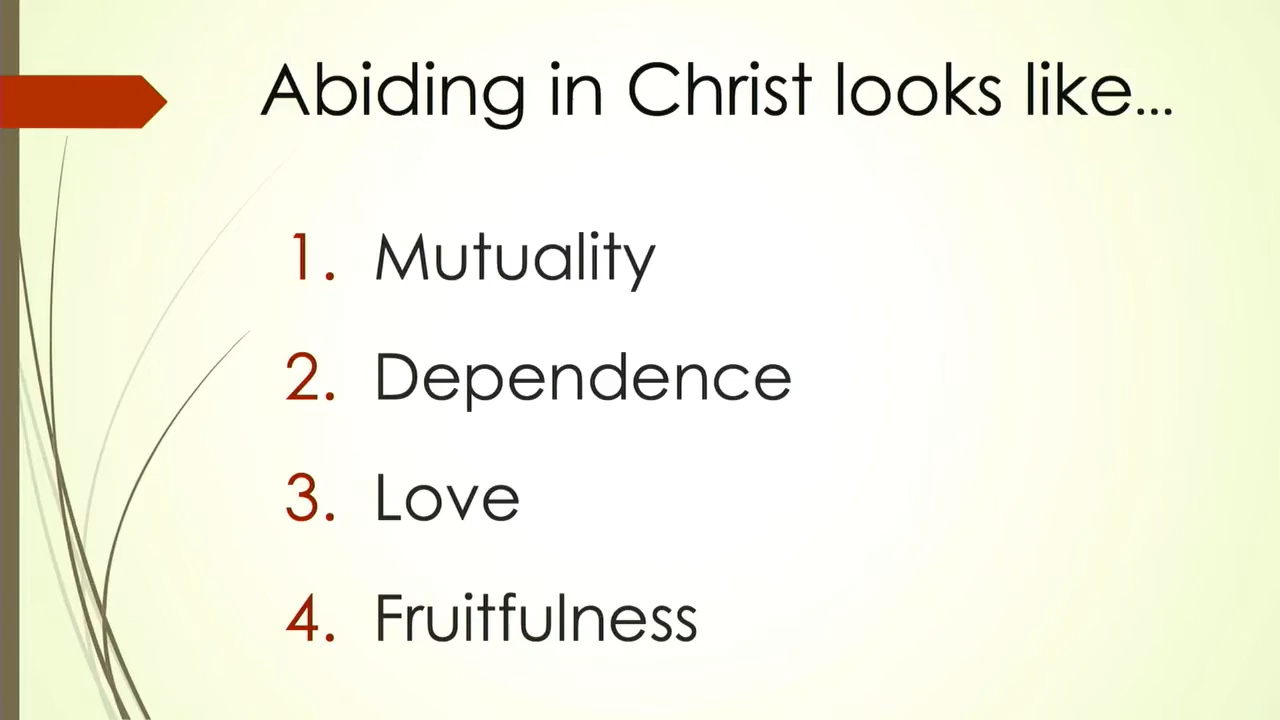 Abiding in Christ looks like...
1. Mutuality
2. Dependence
3. Love
4. Fruitfulness